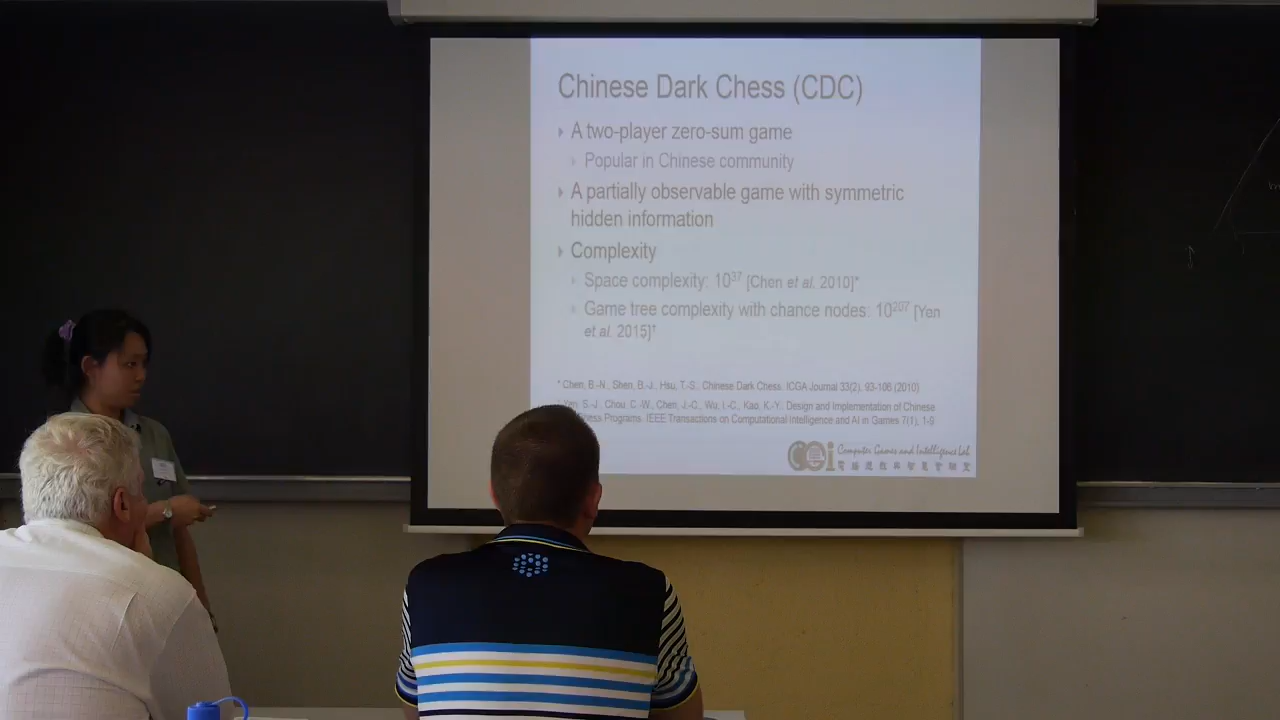 Chinese Dark Chess (CDC)
A two-player zero-sum game
Popular in Chinese community
A partially observable game with symmetric
hidden information
Complexity
Space complexity: 10³⁷ [Chen et al. 2010]*
Game tree complexity with chance nodes: 10²⁰⁷ [Yen
et al. 2015]†
* Chen, B.-N., Shen, B.-J., Hsu, T.-S.. Chinese Dark Chess. ICGA Journal 33(2), 93-106 (2010)
Yen, S.-J., Chou, C.-W., Chen, J.-C., Wu, I.-C., Kao, K.-Y. Design and Implementation of Chinese
Programs. IEEE Transactions on Computational Intelligence and AI in Games 7(1), 1-9
CGi Computer Games and Intelligence Lab